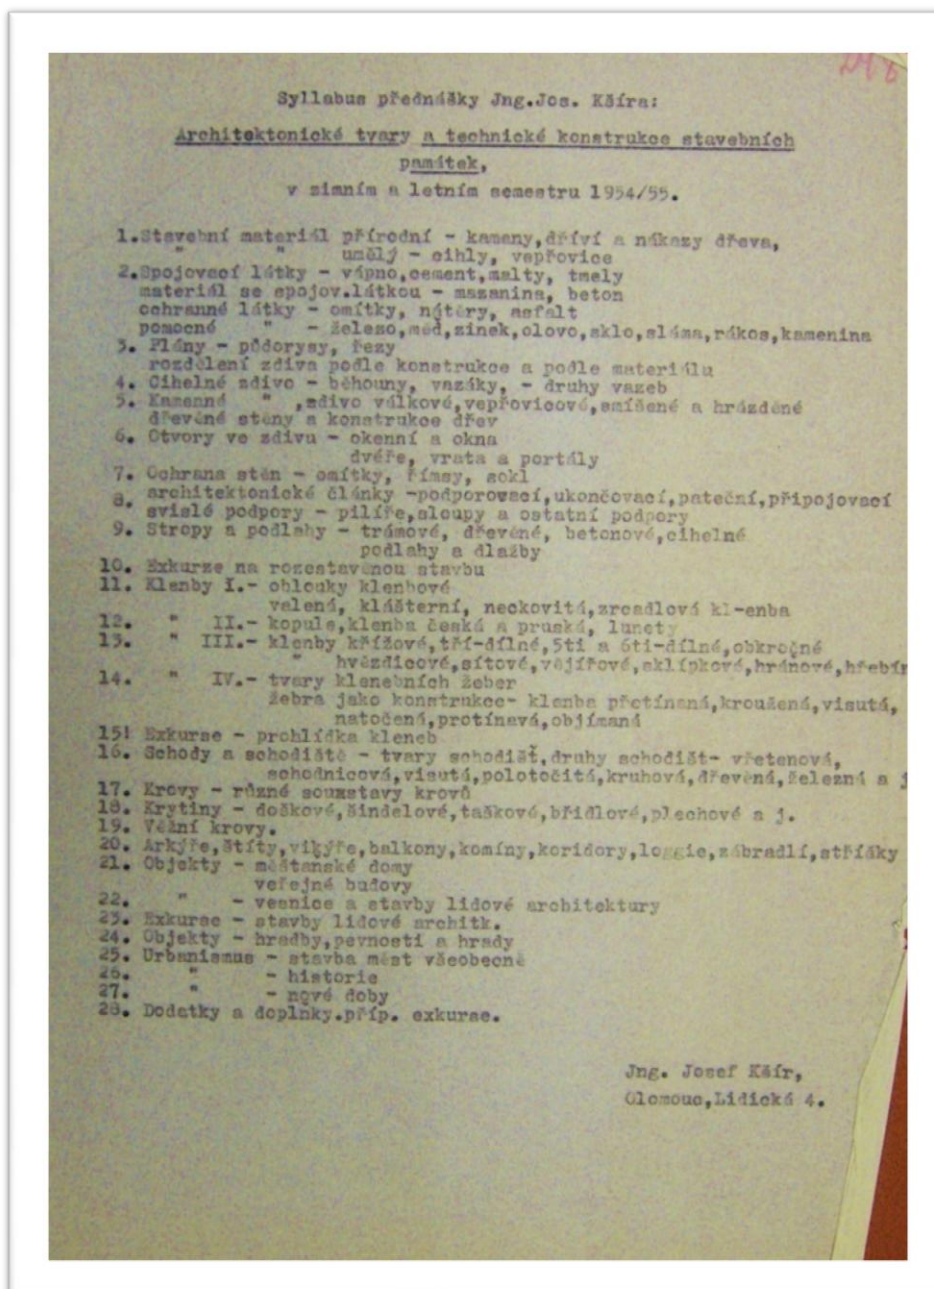 Syllabus přednášky Jng.Jos. Kšíra:
Architektonické tvary a technické konstrukce stavebních
památek,
v zimním a letním semestru 1954/55.
1.Stavební materiál přírodní - kameny,dříví a nákazy dřeva,
" " umělý - cihly, vepřovice
2.Spojovací látky - vápno,cement,malty, tmely
materiál se spojov.látkou - mazanina, beton
ochranné látky - omítky, nátěry, asfalt
pomocné " - železo,měď,zinek,olovo,sklo,sláma,rákos,kamenina
3. Plány - půdorysy, řezy
rozdělení zdiva podle konstrukce a podle materiálu
4. Cihelné zdivo - běhouny, vazáky, - druhy vazeb
5. Kamenné " ,zdivo válkové,vepřovicové,smíšené a hrázděné
dřevěné stěny a konstrukce dřev
6. Otvory ve zdivu - okenní a okna
dvéře, vrata a portály
7. Ochrana stěn - omítky, římsy, sokl
8. architektonické články -podporovací,ukončovací,pateční,připojovací
svislé podpory - pilíře,sloupy a ostatní podpory
9. Stropy a podlahy - trámové, dřevěné, betonové,cihelné
podlahy a dlažby
10. Exkurze na rozestavěnou stavbu
11. Klenby I.- oblouky klenbové
valená, klášterní, neckovitá,zrcadlová kl-enba
12. " II.- kopule,klenba česká a pruská, lunety
13. " III.- klenby křížové,tří-dílné,5ti a 6ti-dílné,obkročné
" hvězdicové,síťové,vějířové,sklípkové,hránové,hřebín
14. " IV.- tvary klenebních žeber
žebra jako konstrukce- klenba přetínaná,kroužená,visutá,
natočená,protínavá,objímaná
15! Exkurse - prohlídka kleneb
16. Schody a schodiště - tvary schodišť,druhy schodišť- vřetenová,
schodnicová,visutá,polotočitá,kruhová,dřevěná,železná a j
17. Krovy - různé soustavy krovů
18. Krytiny - doškové,šindelové,taškové,břidlové,plechové a j.
19. Věžní krovy.
20. Arkýře,štíty,vikýře,balkony,komíny,koridory,loggie,zábradlí,stříšky
21. Objekty - měštanské domy
veřejné budovy
22. " - vesnice a stavby lidové architektury
23. Exkurse - stavby lidové architk.
24. Objekty - hradby,pevnosti a hrady
25. Urbanismus - stavba měst všeobecně
26. " - historie
27. " - nové doby
28. Dodatky a doplnky.příp. exkurse.
Jng. Josef Kšír,
Olomouc,Lidická 4.